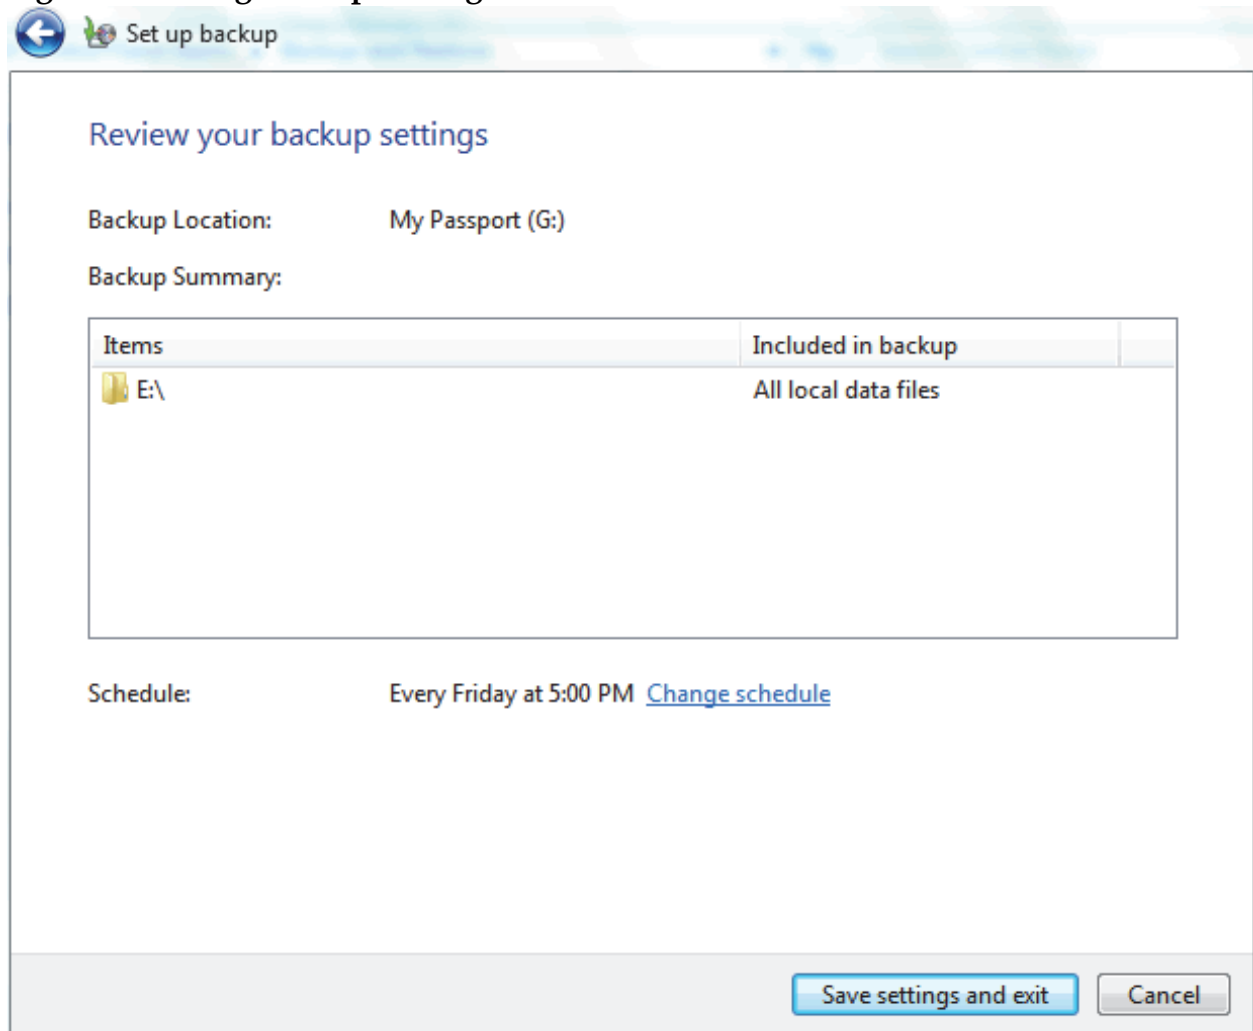 Set up backup
Review your backup settings
Backup Location: My Passport (G:)
Backup Summary:
Items Included in backup
E:\ All local data files
Schedule: Every Friday at 5:00 PM Change schedule
Save settings and exit Cancel